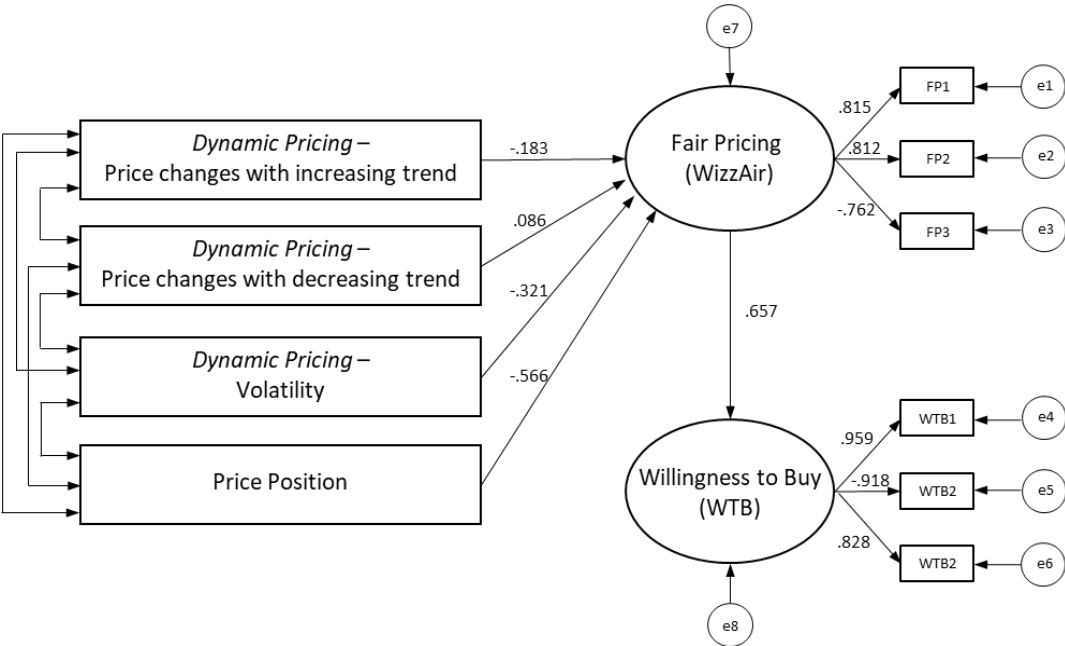 e7
FP1
e1
.815
Dynamic Pricing –
Price changes with increasing trend
-.183
Fair Pricing
(WizzAir)
.812
FP2
e2
-.762
FP3
e3
.086
Dynamic Pricing –
Price changes with decreasing trend
-.321
.657
Dynamic Pricing –
Volatility
-.566
WTB1
e4
.959
Price Position
Willingness to Buy
(WTB)
-.918
WTB2
e5
.828
WTB2
e6
e8